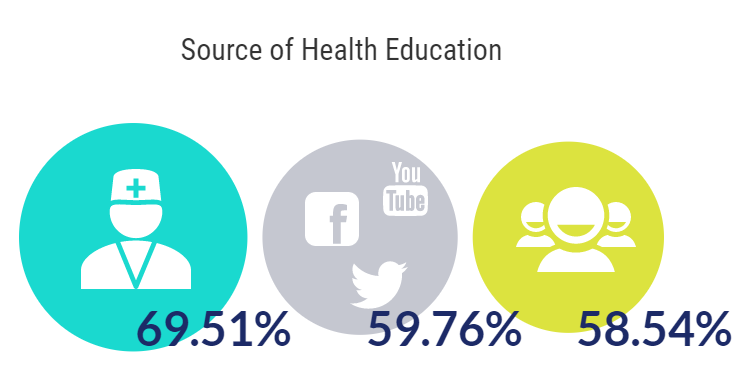 Source of Health Education
You
Tube
f
69.51%
59.76%
58.54%